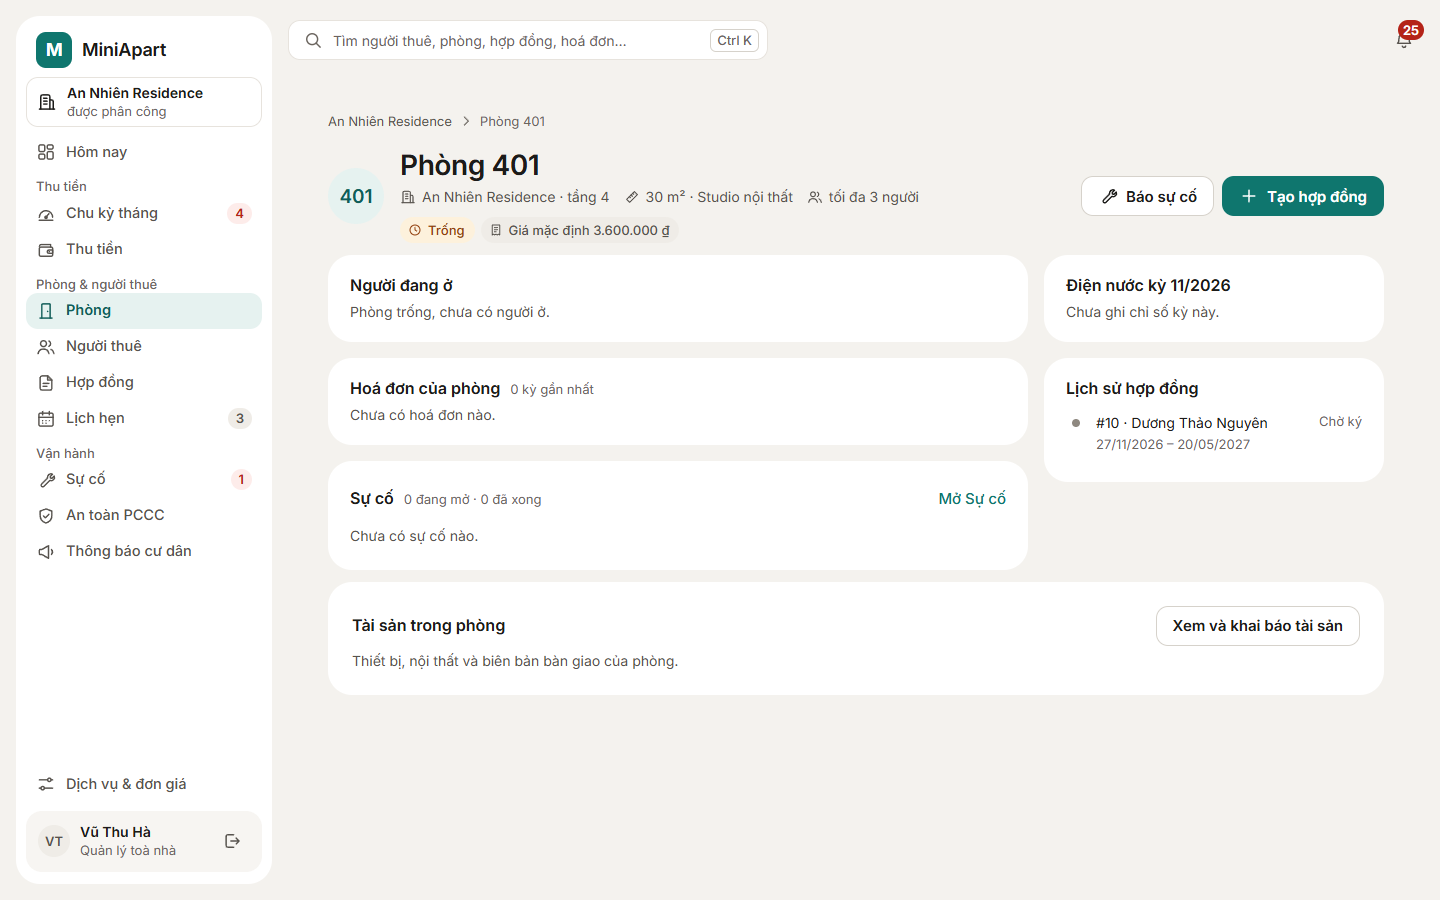 M MiniApart
An Nhiên Residence
được phân công
Hôm nay
Thu tiền
Chu kỳ tháng 4
Thu tiền
Phòng & người thuê
Phòng
Người thuê
Hợp đồng
Lịch hẹn 3
Vận hành
Sự cố 1
An toàn PCCC
Thông báo cư dân
Dịch vụ & đơn giá
VT
Vũ Thu Hà
Quản lý toà nhà
Tìm người thuê, phòng, hợp đồng, hoá đơn... Ctrl K
25
An Nhiên Residence > Phòng 401
401
Phòng 401
An Nhiên Residence · tầng 4 30 m² · Studio nội thất tối đa 3 người
Trống Giá mặc định 3.600.000 ₫
Báo sự cố
Tạo hợp đồng
Người đang ở
Phòng trống, chưa có người ở.
Điện nước kỳ 11/2026
Chưa ghi chỉ số kỳ này.
Hoá đơn của phòng 0 kỳ gần nhất
Chưa có hoá đơn nào.
Lịch sử hợp đồng
#10 · Dương Thảo Nguyên Chờ ký
27/11/2026 – 20/05/2027
Sự cố 0 đang mở · 0 đã xong Mở Sự cố
Chưa có sự cố nào.
Tài sản trong phòng
Xem và khai báo tài sản
Thiết bị, nội thất và biên bản bàn giao của phòng.